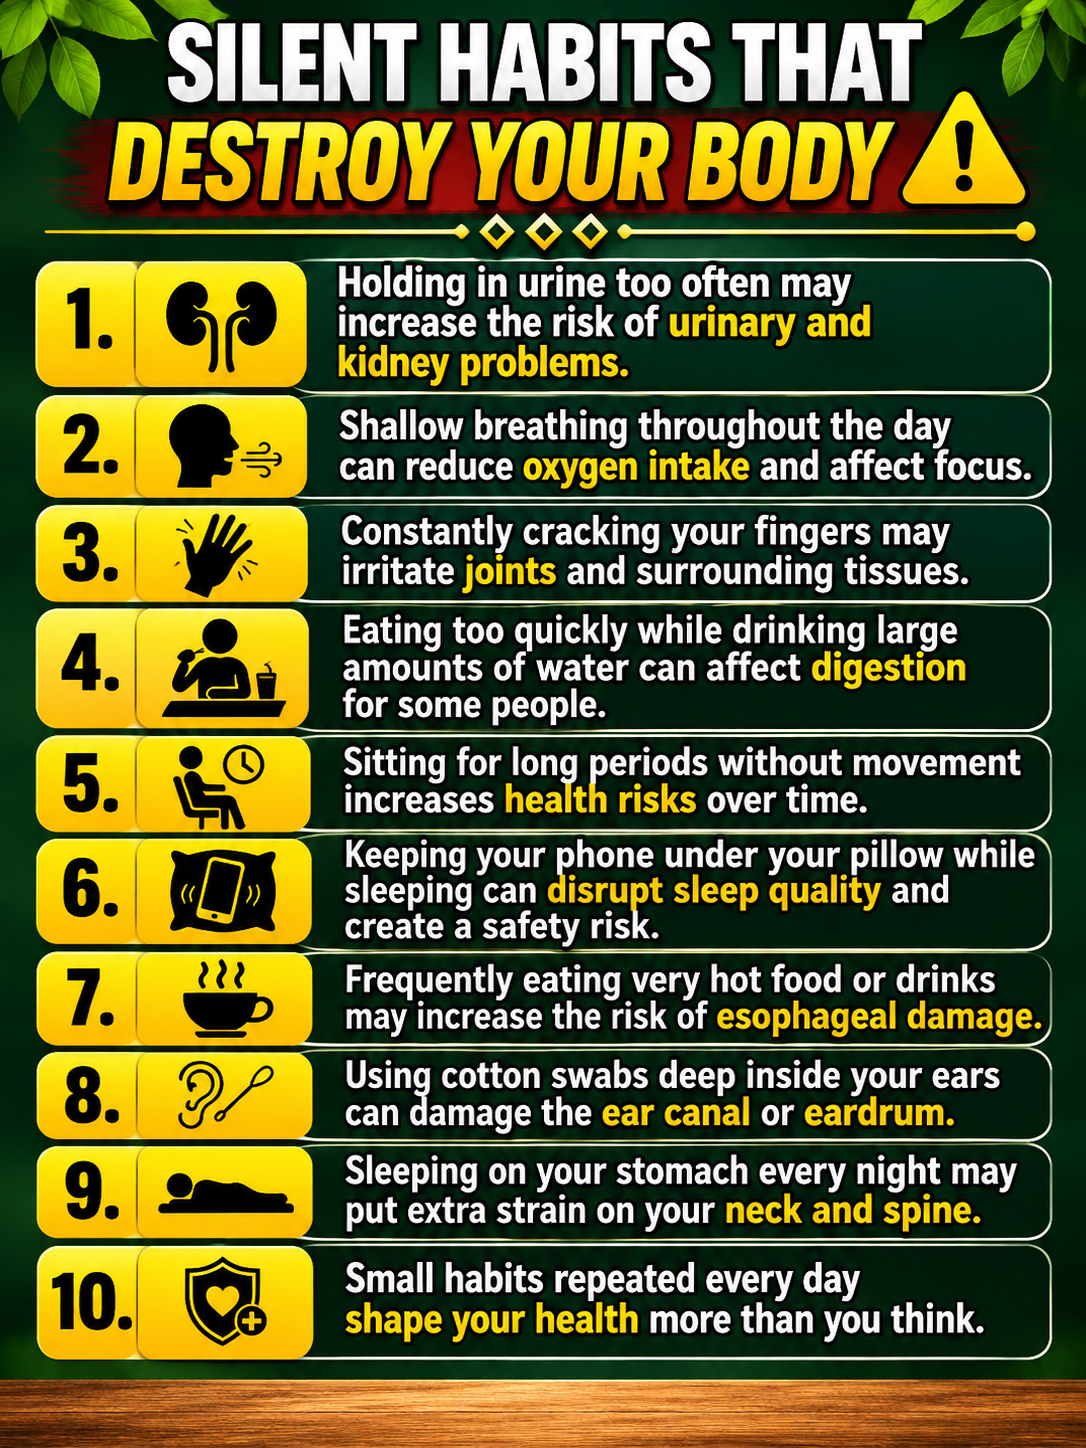 SILENT HABITS THAT
DESTROY YOUR BODY
1.
Holding in urine too often may
increase the risk of urinary and
kidney problems.
2.
Shallow breathing throughout the day
can reduce oxygen intake and affect focus.
3.
Constantly cracking your fingers may
irritate joints and surrounding tissues.
4.
Eating too quickly while drinking large
amounts of water can affect digestion
for some people.
5.
Sitting for long periods without movement
increases health risks over time.
6.
Keeping your phone under your pillow while
sleeping can disrupt sleep quality and
create a safety risk.
7.
Frequently eating very hot food or drinks
may increase the risk of esophageal damage.
8.
Using cotton swabs deep inside your ears
can damage the ear canal or eardrum.
9.
Sleeping on your stomach every night may
put extra strain on your neck and spine.
10.
Small habits repeated every day
shape your health more than you think.